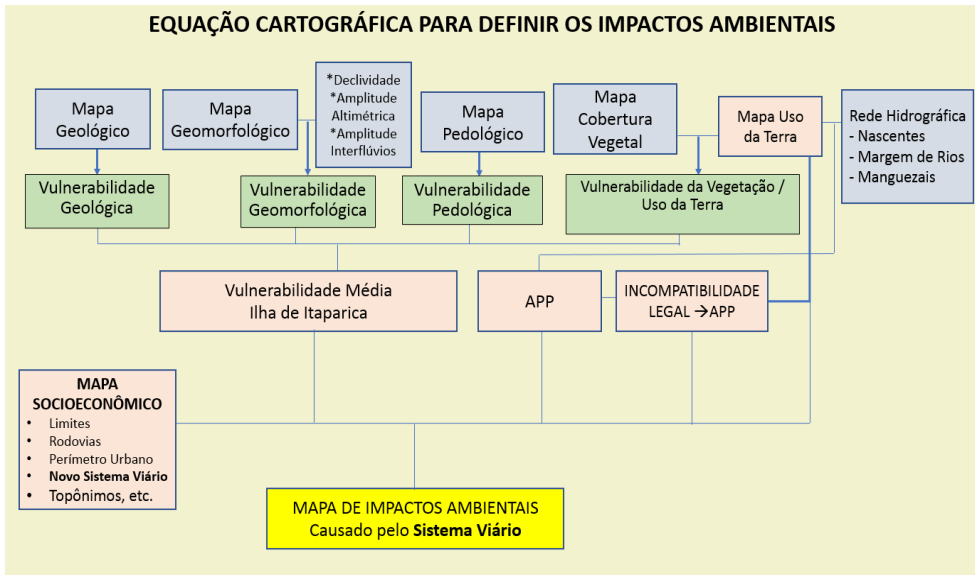 EQUAÇÃO CARTOGRÁFICA PARA DEFINIR OS IMPACTOS AMBIENTAIS
Mapa
Geológico
Mapa
Geomorfológico
*Declividade
*Amplitude
Altimétrica
*Amplitude
Interflúvios
Mapa
Pedológico
Mapa
Cobertura
Vegetal
Mapa Uso
da Terra
Rede Hidrográfica
- Nascentes
- Margem de Rios
- Manguezais
Vulnerabilidade
Geológica
Vulnerabilidade
Geomorfológica
Vulnerabilidade
Pedológica
Vulnerabilidade da Vegetação /
Uso da Terra
Vulnerabilidade Média
Ilha de Itaparica
APP
INCOMPATIBILIDADE
LEGAL →APP
MAPA
SOCIOECONÔMICO
• Limites
• Rodovias
• Perímetro Urbano
• Novo Sistema Viário
• Topônimos, etc.
MAPA DE IMPACTOS AMBIENTAIS
Causado pelo Sistema Viário